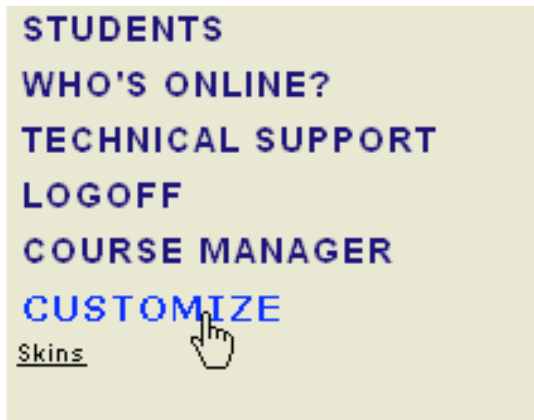 STUDENTS
WHO'S ONLINE?
TECHNICAL SUPPORT
LOGOFF
COURSE MANAGER
CUSTOMIZE
Skins